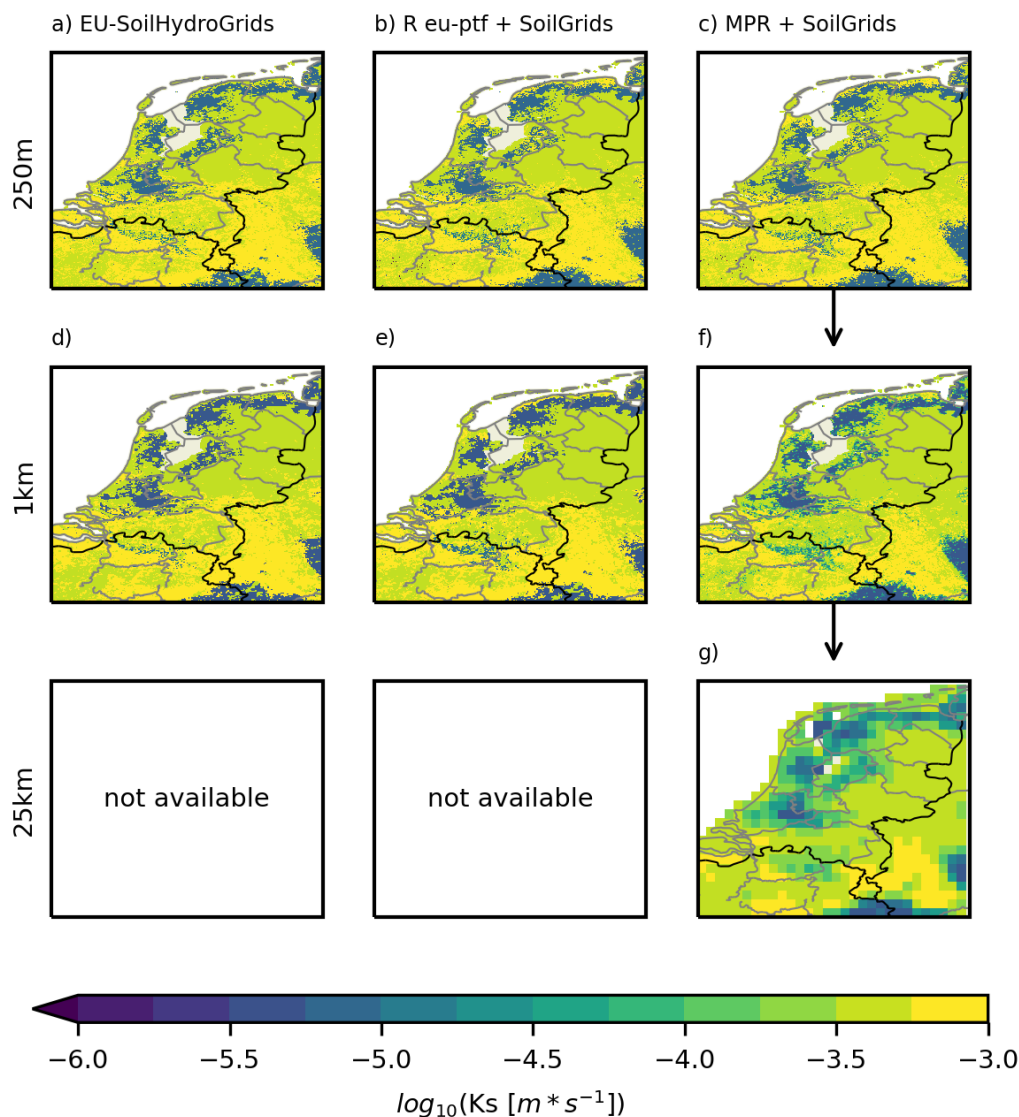 a) EU-SoilHydroGrids
b) R eu-ptf + SoilGrids
c) MPR + SoilGrids
250m
d)
e)
f)
1km
g)
25km
not available
not available
−6.0
−5.5
−5.0
−4.5
−4.0
−3.5
−3.0
log₁₀(Ks [m * s⁻¹])